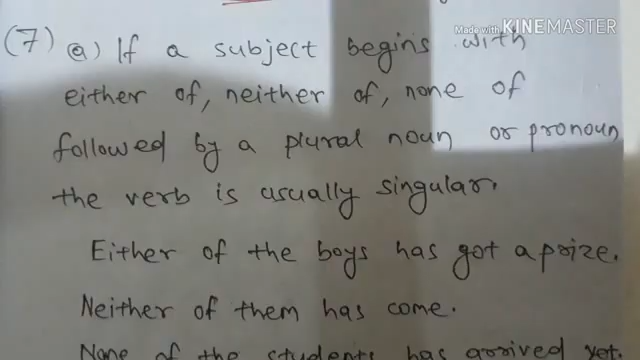 Made with KINEMASTER
(7) a) If a subject begins with
either of, neither of, none of
followed by a plural noun or pronoun,
the verb is usually singular.
Either of the boys has got a prize.
Neither of them has come.
None of the students has arrived yet.